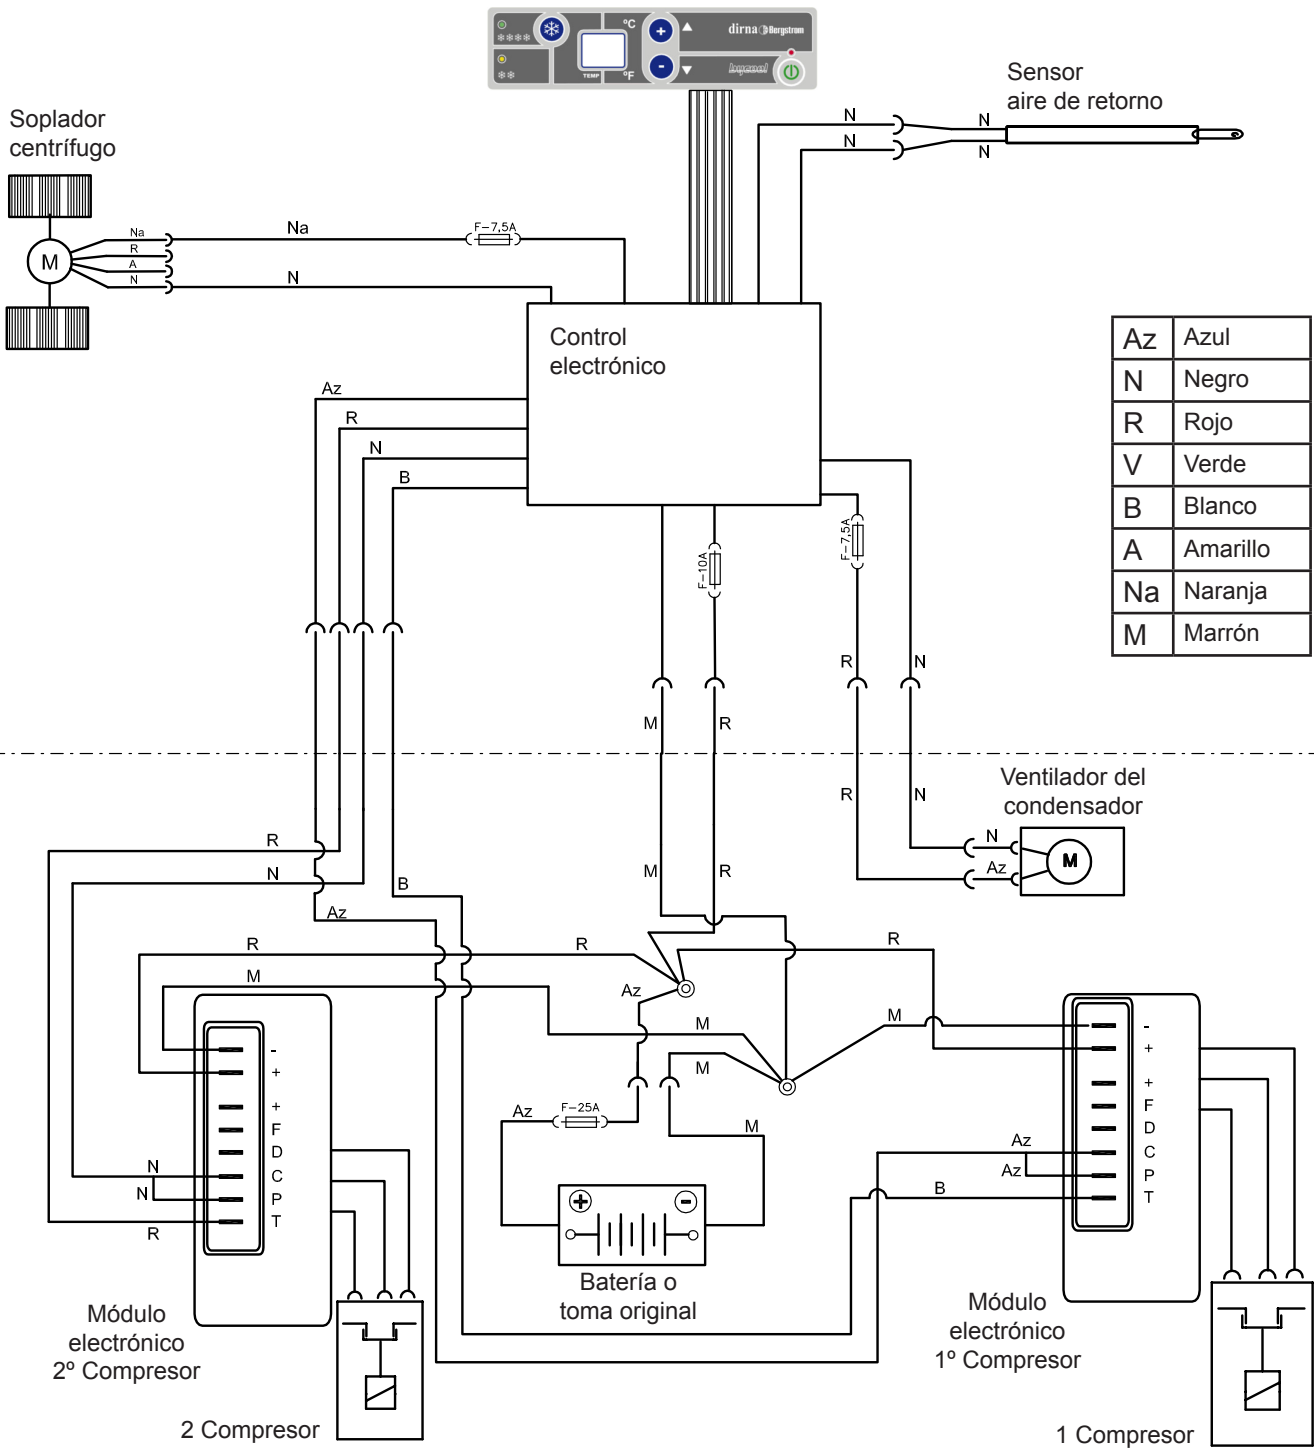 °C
dirna Bergstrom
TEMP
°F
bycool
Sensor
aire de retorno
N
N
N
N
Soplador
centrífugo
Na
R
A
N
M
Na
F-7,5A
N
Control
electrónico
Az Azul
N Negro
R Rojo
V Verde
B Blanco
A Amarillo
Na Naranja
M Marrón
Az
R
N
B
F-10A
F-7,5A
R
N
M
R
Ventilador del
condensador
R
N
N
Az
M
R
N
B
Az
M
R
R
R
R
M
Az
M
M
M
Az
F-25A
M
-
+
+
F
D
C
P
T
N
N
R
-
+
+
F
D
C
P
T
Az
Az
B
+
-
Batería o
toma original
Módulo
electrónico
2º Compresor
2 Compresor
Módulo
electrónico
1º Compresor
1 Compresor